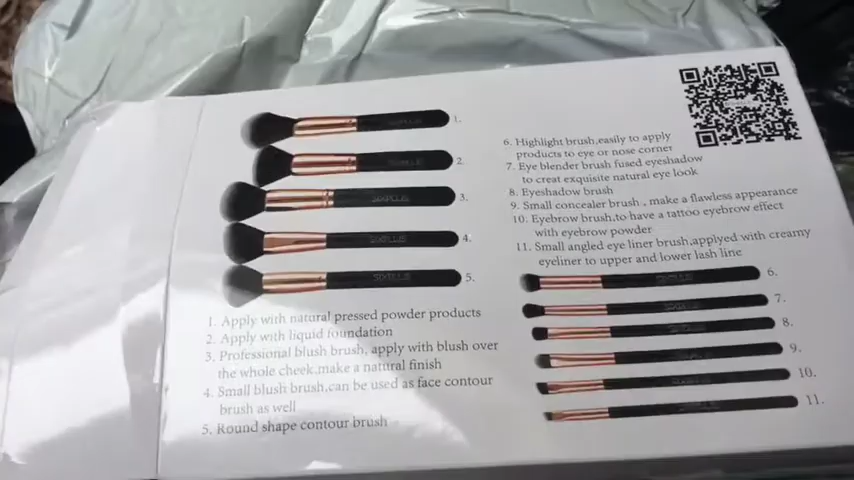 1.
2.
SIXPLUS
3.
SIXPLUS
4.
SIXPLUS
5.
1. Apply with natural pressed powder products
2. Apply with liquid foundation
3. Professional blush brush, apply with blush over
the whole cheek,make a natural finish
4. Small blush brush,can be used as face contour
brush as well
5. Round shape contour brush
6. Highlight brush,easily to apply
products to eye or nose corner
7. Eye blender brush fused eyeshadow
to creat exquisite natural eye look
8. Eyeshadow brush
9. Small concealer brush , make a flawless appearance
10. Eyebrow brush,to have a tattoo eyebrow effect
with eyebrow powder
11. Small angled eye liner brush,applyed with creamy
eyeliner to upper and lower lash line
6.
7.
8.
9.
10.
11.